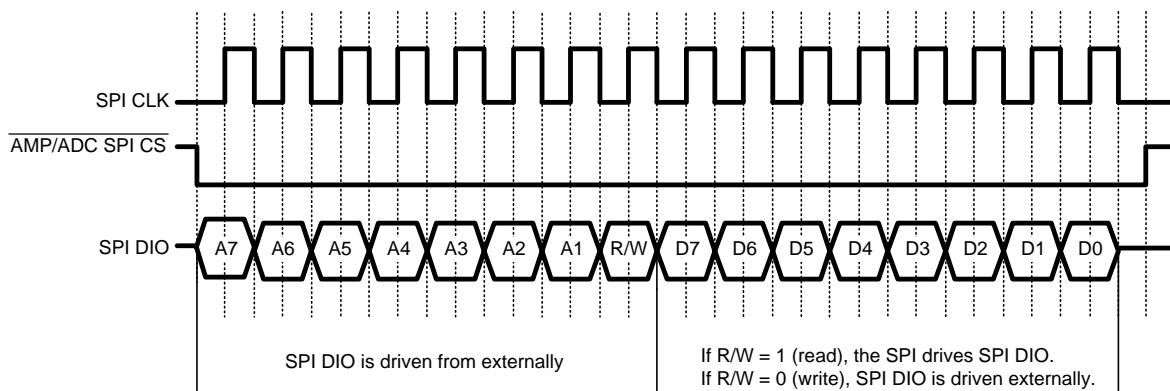 SPI CLK
AMP/ADC SPI CS
SPI DIO
A7 A6 A5 A4 A3 A2 A1 R/W D7 D6 D5 D4 D3 D2 D1 D0
SPI DIO is driven from externally
If R/W = 1 (read), the SPI drives SPI DIO.
If R/W = 0 (write), SPI DIO is driven externally.